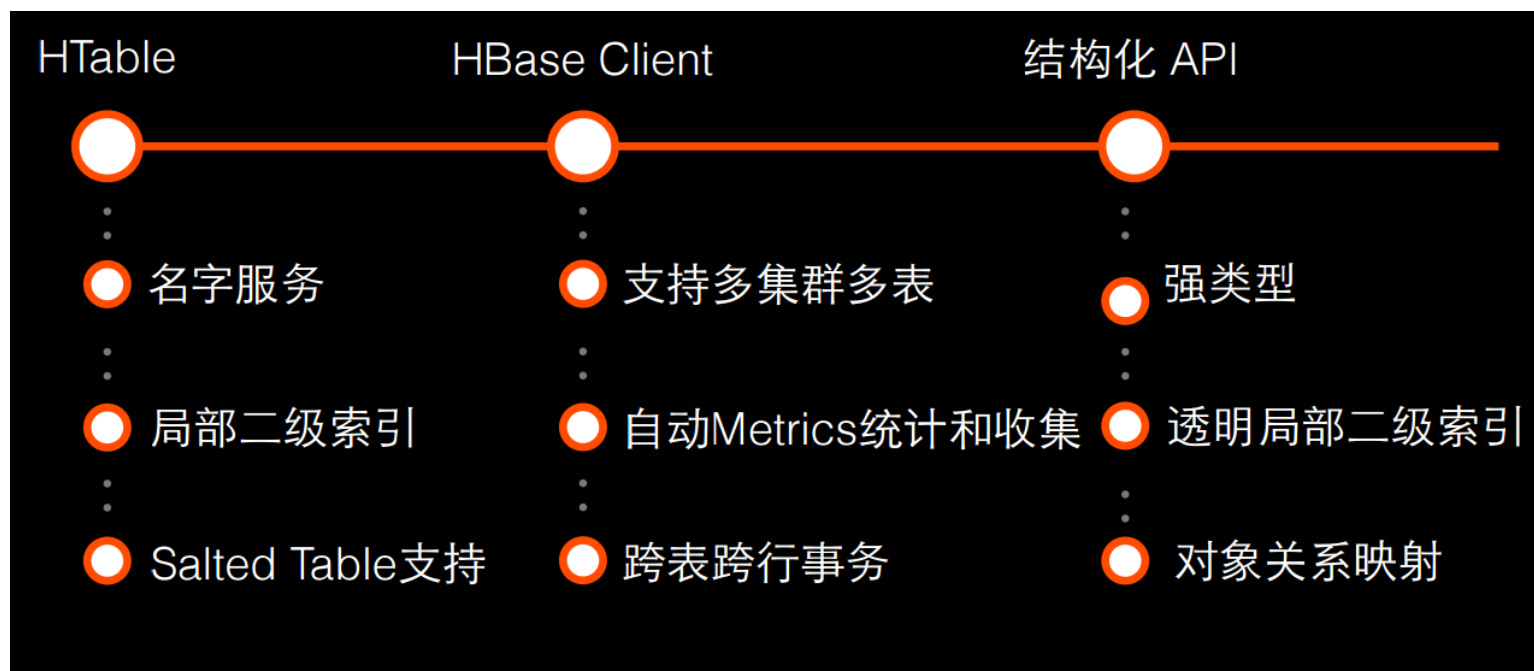 HTable
HBase Client
结构化 API
名字服务
支持多集群多表
强类型
局部二级索引
自动Metrics统计和收集
透明局部二级索引
Salted Table支持
跨表跨行事务
对象关系映射